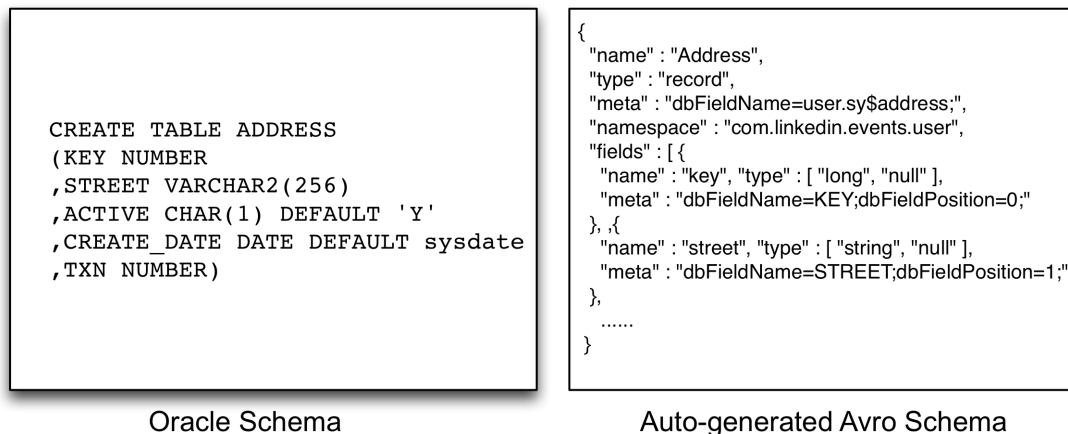 CREATE TABLE ADDRESS
(KEY NUMBER
,STREET VARCHAR2(256)
,ACTIVE CHAR(1) DEFAULT 'Y'
,CREATE_DATE DATE DEFAULT sysdate
,TXN NUMBER)
Oracle Schema
{
"name" : "Address",
"type" : "record",
"meta" : "dbFieldName=user.sy$address;",
"namespace" : "com.linkedin.events.user",
"fields" : [ {
"name" : "key", "type" : [ "long", "null" ],
"meta" : "dbFieldName=KEY;dbFieldPosition=0;"
}, ,{
"name" : "street", "type" : [ "string", "null" ],
"meta" : "dbFieldName=STREET;dbFieldPosition=1;"
},
......
}
Auto-generated Avro Schema